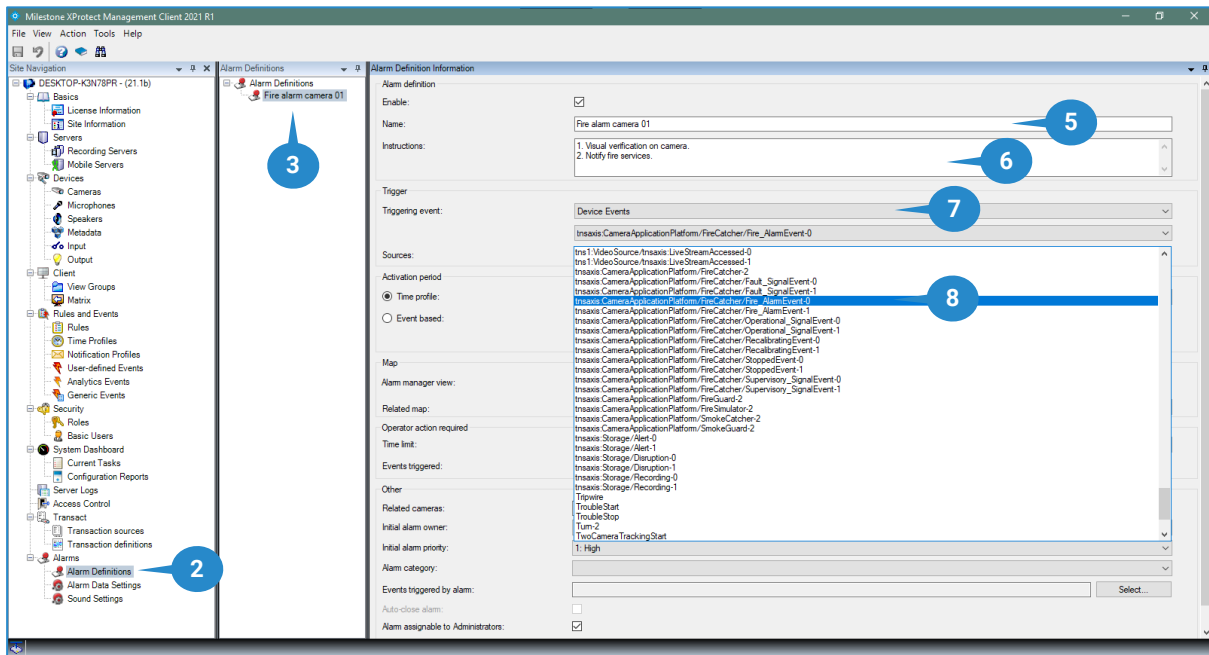 Milestone XProtect Management Client 2021 R1
File View Action Tools Help
Site Navigation
DESKTOP-K3N78PR - (21.1b)
Basics
License Information
Site Information
Servers
Recording Servers
Mobile Servers
Devices
Cameras
Microphones
Speakers
Metadata
Input
Output
Client
View Groups
Matrix
Rules and Events
Rules
Time Profiles
Notification Profiles
User-defined Events
Analytics Events
Generic Events
Security
Roles
Basic Users
System Dashboard
Current Tasks
Configuration Reports
Server Logs
Access Control
Transact
Transaction sources
Transaction definitions
Alarms
Alarm Definitions
2
Alarm Data Settings
Sound Settings
Alarm Definitions
Alarm Definitions
Fire alarm camera 01
3
Alarm Definition Information
Alarm definition
Enable:
Name: Fire alarm camera 01
5
Instructions: 1. Visual verification on camera.
2. Notify fire services.
6
Trigger
Triggering event: Device Events
7
tnsaxis:CameraApplicationPlatform/FireCatcher/Fire_AlarmEvent-0
Sources:
tns1:VideoSource/tnsaxis:LiveStreamAccessed-0
tns1:VideoSource/tnsaxis:LiveStreamAccessed-1
tnsaxis:CameraApplicationPlatform/FireCatcher-2
tnsaxis:CameraApplicationPlatform/FireCatcher/Fault_SignalEvent-0
tnsaxis:CameraApplicationPlatform/FireCatcher/Fault_SignalEvent-1
tnsaxis:CameraApplicationPlatform/FireCatcher/Fire_AlarmEvent-0
8
tnsaxis:CameraApplicationPlatform/FireCatcher/Fire_AlarmEvent-1
tnsaxis:CameraApplicationPlatform/FireCatcher/Operational_SignalEvent-0
tnsaxis:CameraApplicationPlatform/FireCatcher/Operational_SignalEvent-1
tnsaxis:CameraApplicationPlatform/FireCatcher/RecalibratingEvent-0
tnsaxis:CameraApplicationPlatform/FireCatcher/RecalibratingEvent-1
tnsaxis:CameraApplicationPlatform/FireCatcher/StoppedEvent-0
tnsaxis:CameraApplicationPlatform/FireCatcher/StoppedEvent-1
tnsaxis:CameraApplicationPlatform/FireCatcher/Supervisory_SignalEvent-0
tnsaxis:CameraApplicationPlatform/FireCatcher/Supervisory_SignalEvent-1
tnsaxis:CameraApplicationPlatform/FireGuard-2
tnsaxis:CameraApplicationPlatform/FireSimulator-2
tnsaxis:CameraApplicationPlatform/SmokeCatcher-2
tnsaxis:CameraApplicationPlatform/SmokeGuard-2
tnsaxis:Storage/Alert-0
tnsaxis:Storage/Alert-1
tnsaxis:Storage/Disruption-0
tnsaxis:Storage/Disruption-1
tnsaxis:Storage/Recording-0
tnsaxis:Storage/Recording-1
Tripwire
TroubleStart
TroubleStop
Turn-2
TwoCameraTrackingStart
Activation period
Time profile:
Event based:
Map
Alarm manager view:
Related map:
Operator action required
Time limit:
Events triggered:
Other
Related cameras:
Initial alarm owner:
Initial alarm priority: 1: High
Alarm category:
Events triggered by alarm: Select...
Auto-close alarm:
Alarm assignable to Administrators: